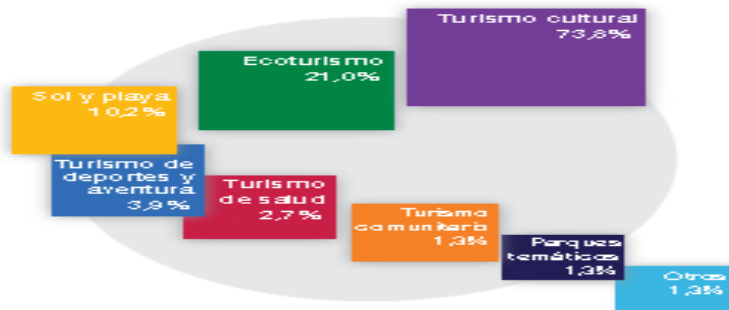 Turismo cultural
73,8%
Ecoturismo
21,0%
Sol y playa
10,2%
Turismo de
deportes y
aventura
3,9%
Turismo
de salud
2,7%
Turismo
comunitario
1,3%
Parques
temáticos
1,3%
Otros
1,3%